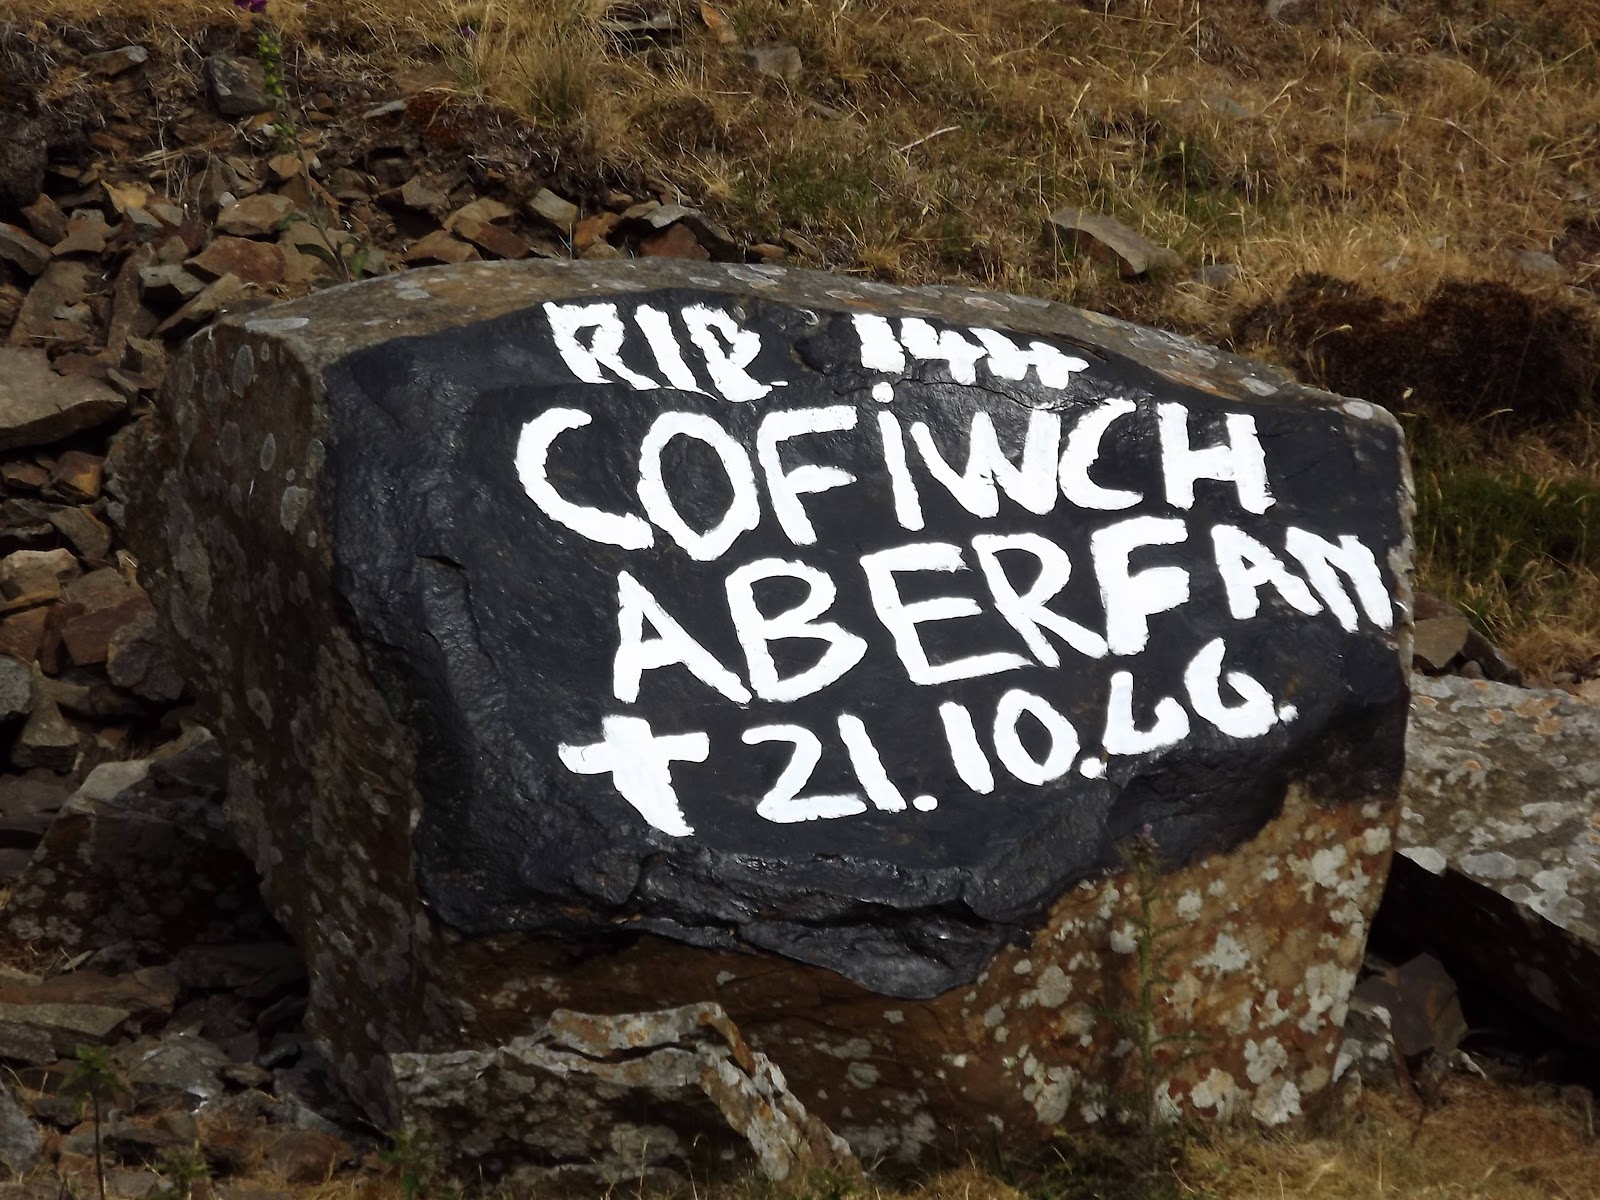 RIP 144
COFiWCH
ABERFAN
✝ 21.10.66.